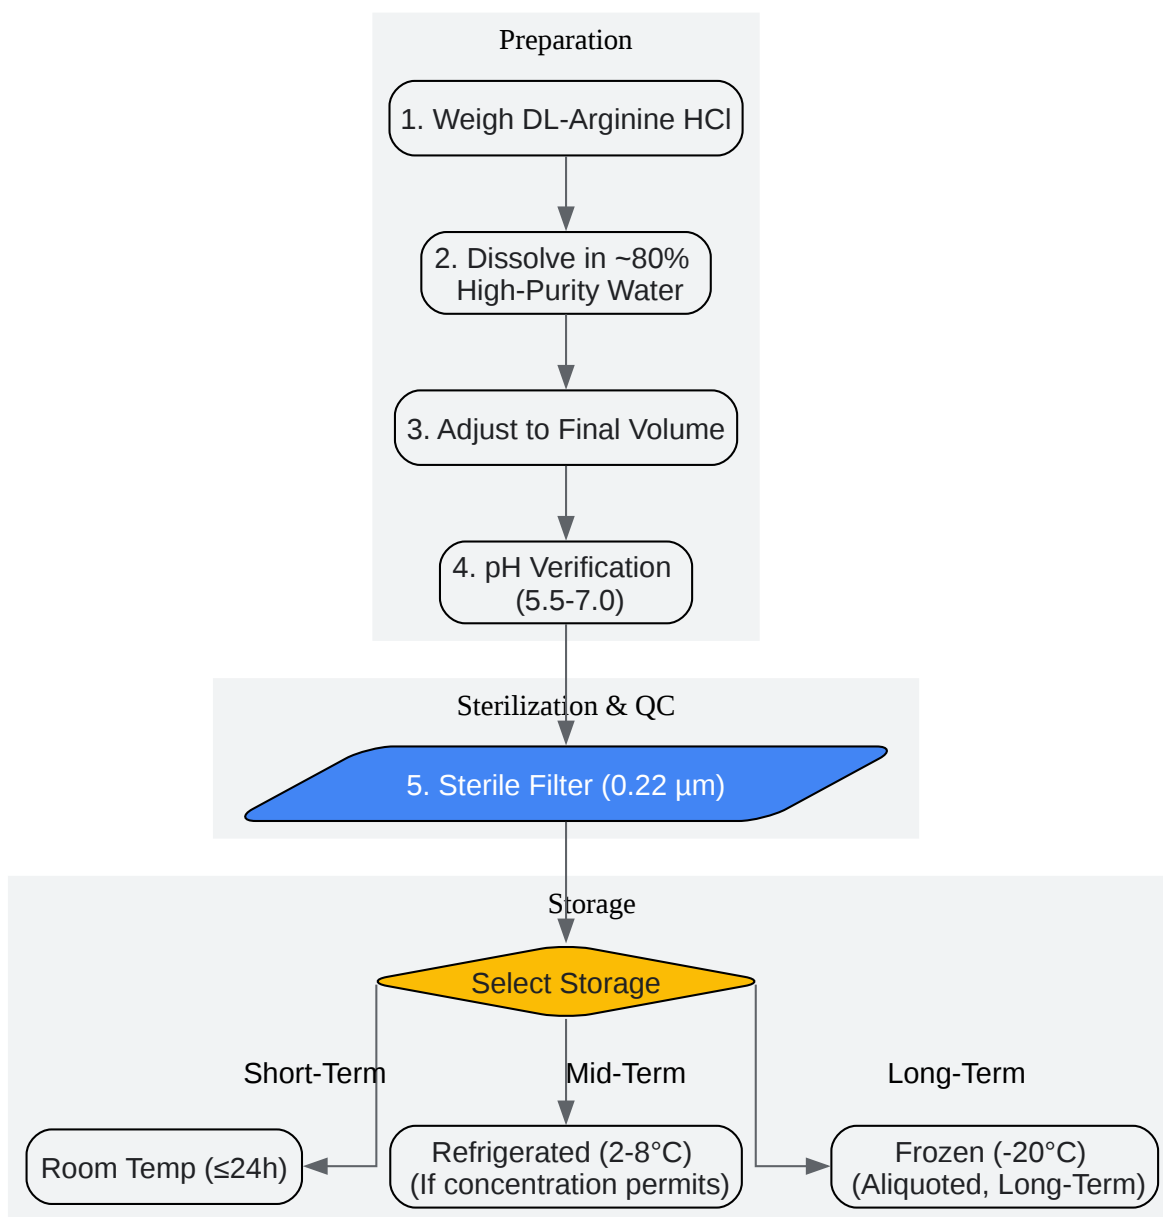 Preparation
1. Weigh DL-Arginine HCl
2. Dissolve in ~80%
High-Purity Water
3. Adjust to Final Volume
4. pH Verification
(5.5-7.0)
Sterilization & QC
5. Sterile Filter (0.22 µm)
Storage
Select Storage
Short-Term
Mid-Term
Long-Term
Room Temp (≤24h)
Refrigerated (2-8°C)
(If concentration permits)
Frozen (-20°C)
(Aliquoted, Long-Term)